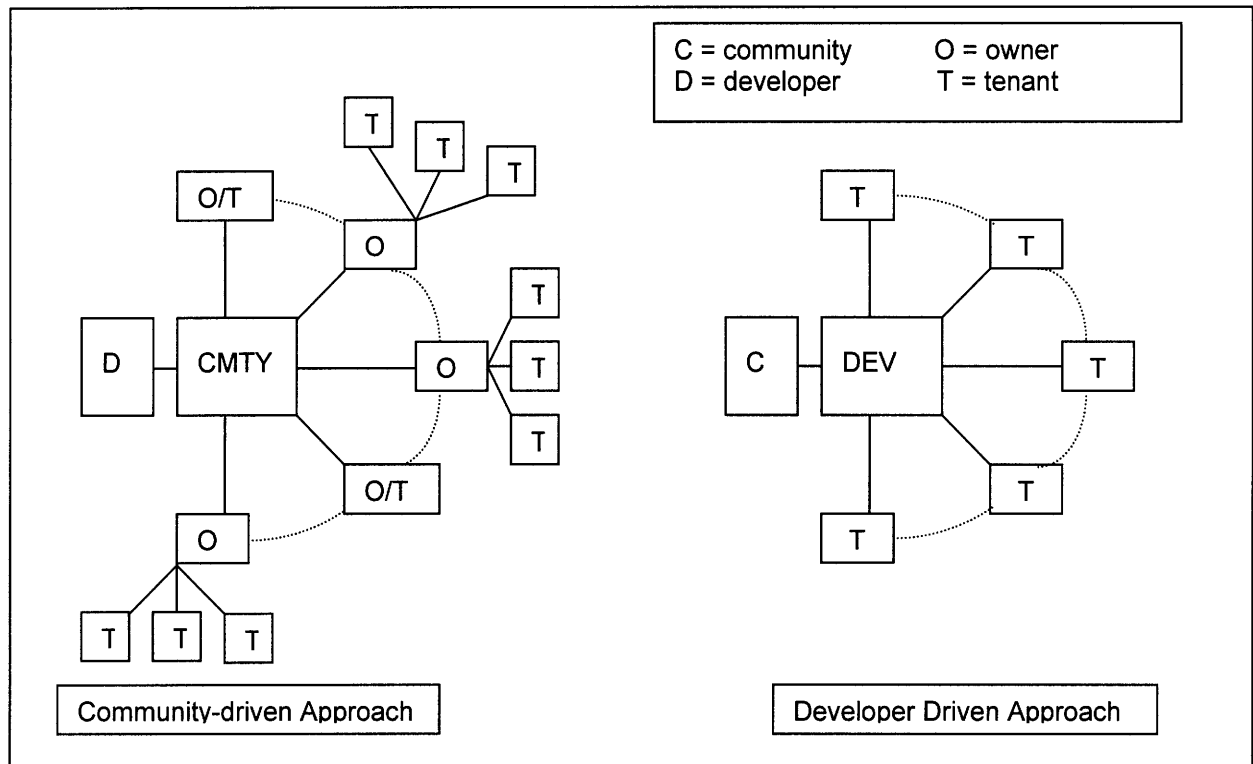 C = community O = owner
D = developer T = tenant
T
T
T
O/T
O
T
D
CMTY
O
T
T
O/T
O
T
T
T
Community-driven Approach
T
T
C
DEV
T
T
T
Developer Driven Approach